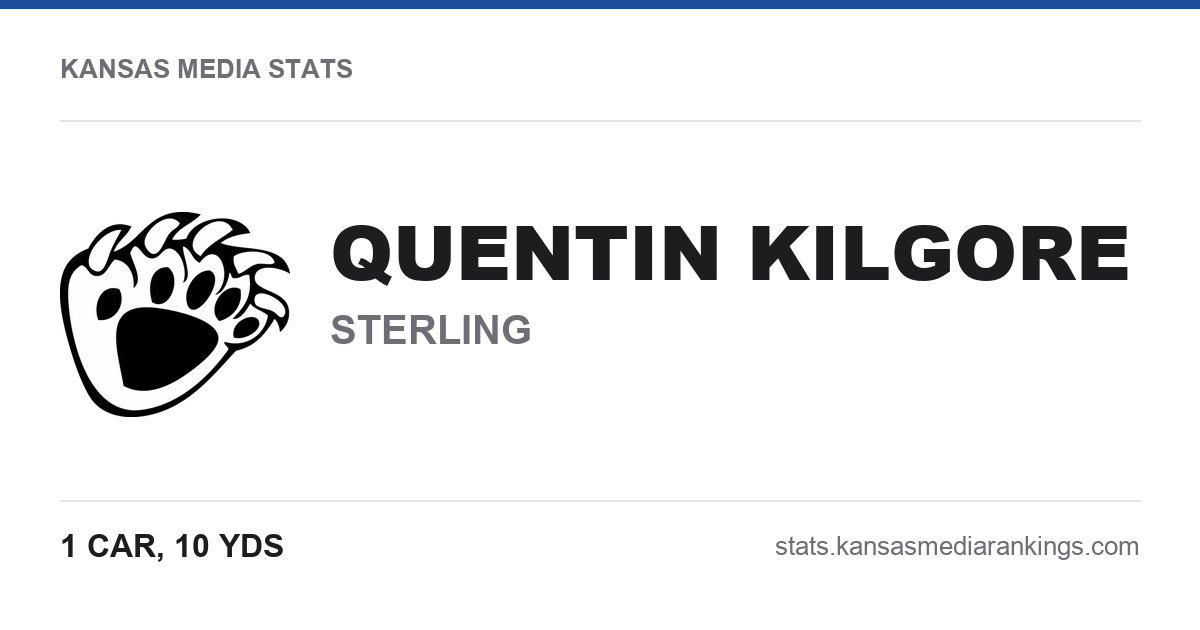 KANSAS MEDIA STATS
QUENTIN KILGORE
STERLING
1 CAR, 10 YDS
stats.kansasmediarankings.com